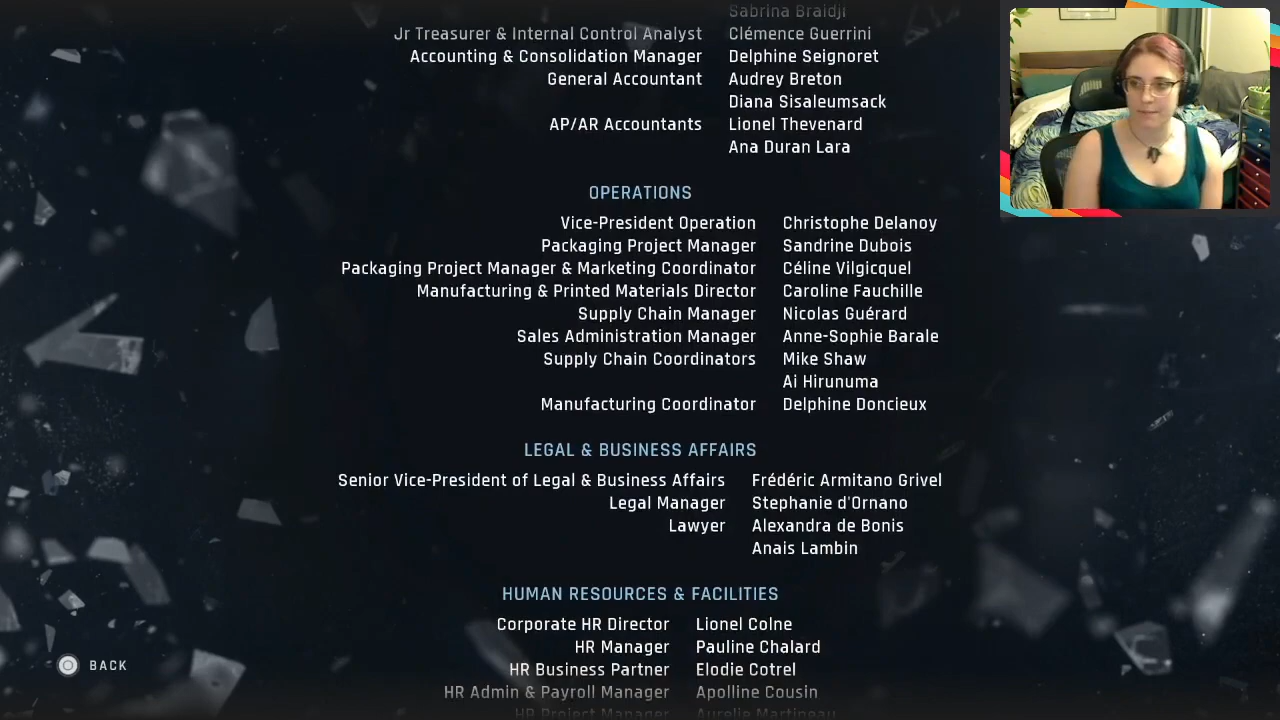 Sabrina Braidji
Jr Treasurer & Internal Control Analyst Clémence Guerrini
Accounting & Consolidation Manager Delphine Seignoret
General Accountant Audrey Breton
Diana Sisaleumsack
AP/AR Accountants Lionel Thevenard
Ana Duran Lara
OPERATIONS
Vice-President Operation Christophe Delanoy
Packaging Project Manager Sandrine Dubois
Packaging Project Manager & Marketing Coordinator Céline Vilgicquel
Manufacturing & Printed Materials Director Caroline Fauchille
Supply Chain Manager Nicolas Guérard
Sales Administration Manager Anne-Sophie Barale
Supply Chain Coordinators Mike Shaw
Ai Hirunuma
Manufacturing Coordinator Delphine Doncieux
LEGAL & BUSINESS AFFAIRS
Senior Vice-President of Legal & Business Affairs Frédéric Armitano Grivel
Legal Manager Stephanie d'Ornano
Lawyer Alexandra de Bonis
Anais Lambin
HUMAN RESOURCES & FACILITIES
Corporate HR Director Lionel Colne
HR Manager Pauline Chalard
HR Business Partner Elodie Cotrel
BACK
HR Admin & Payroll Manager Apolline Cousin
HR Project Manager Aurelie Martineau